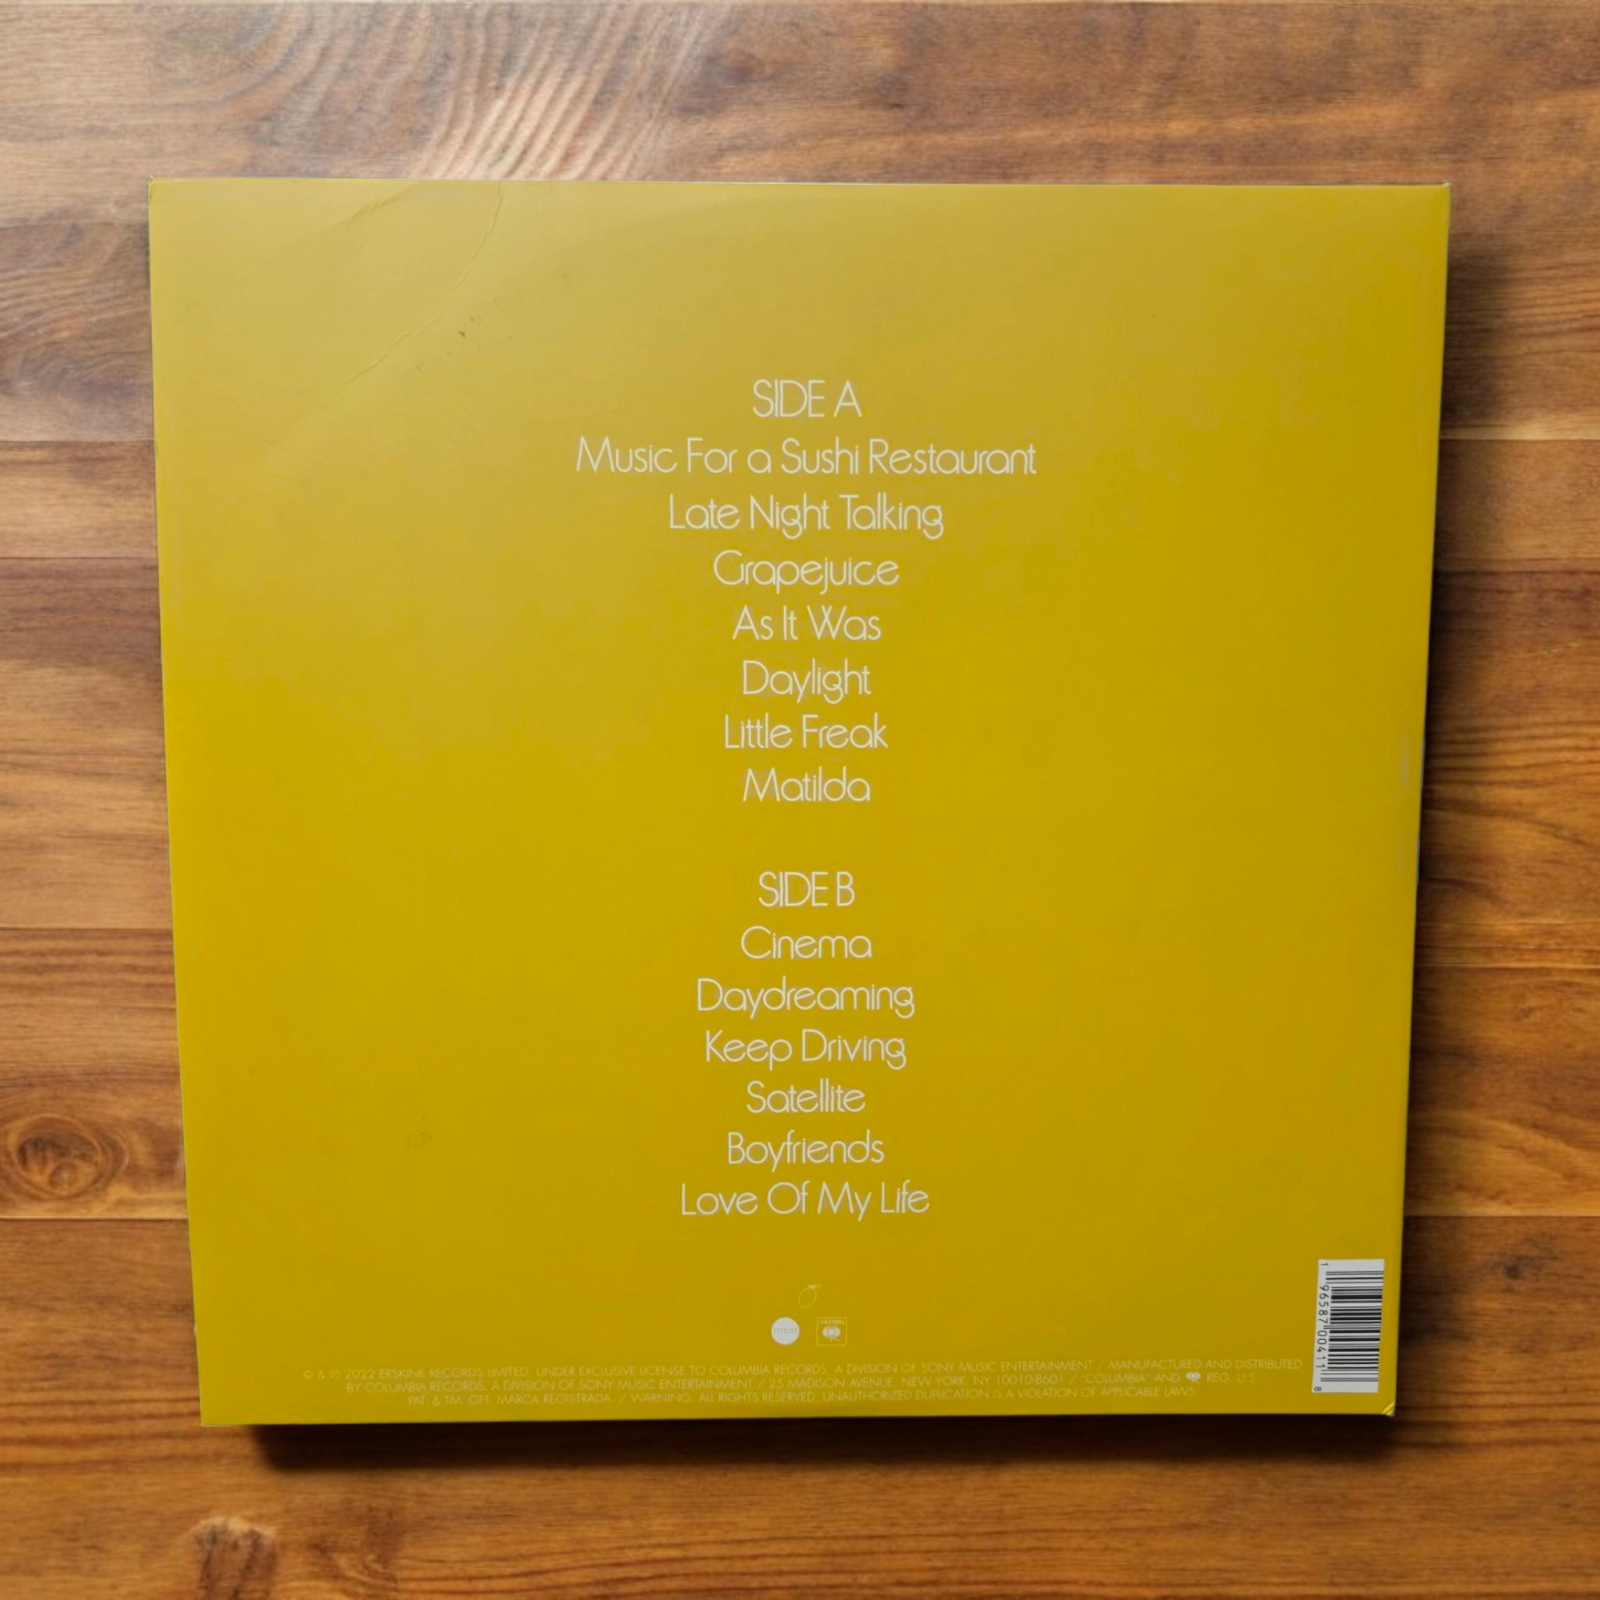 SIDE A
Music For a Sushi Restaurant
Late Night Talking
Grapejuice
As It Was
Daylight
Little Freak
Matilda
SIDE B
Cinema
Daydreaming
Keep Driving
Satellite
Boyfriends
Love Of My Life
© & ℗ 2022 ERSKINE RECORDS LIMITED, UNDER EXCLUSIVE LICENSE TO COLUMBIA RECORDS, A DIVISION OF SONY MUSIC ENTERTAINMENT / MANUFACTURED AND DISTRIBUTED
BY COLUMBIA RECORDS, A DIVISION OF SONY MUSIC ENTERTAINMENT / 25 MADISON AVENUE, NEW YORK, NY 10010-8601 / "COLUMBIA" AND REG. U.S.
PAT. & TM. OFF. MARCA REGISTRADA. / WARNING: ALL RIGHTS RESERVED. UNAUTHORIZED DUPLICATION IS A VIOLATION OF APPLICABLE LAWS.
1 96587 00411 8